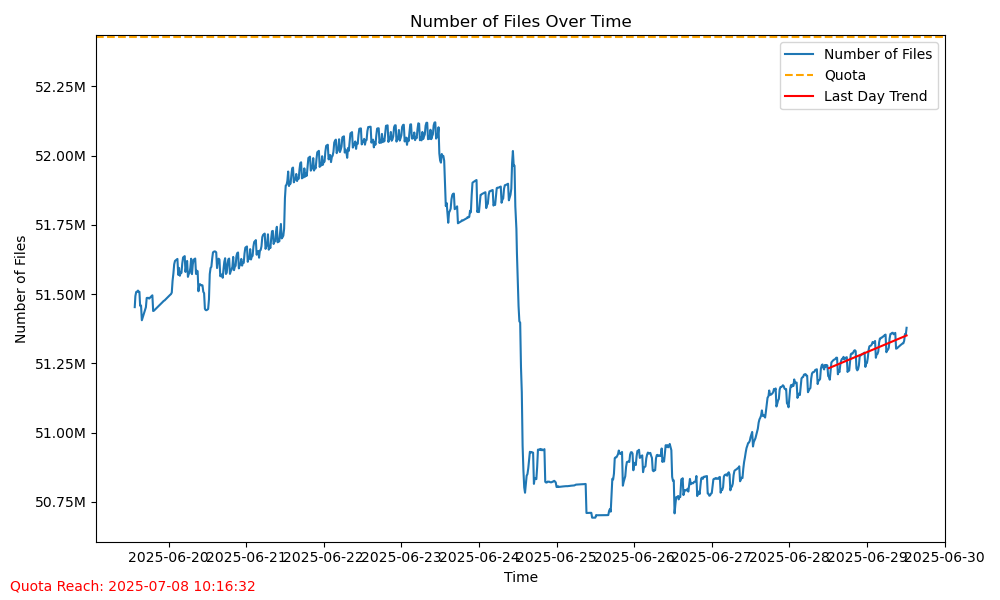 Number of Files Over Time
Number of Files
Quota
Last Day Trend
52.25M
52.00M
51.75M
51.50M
51.25M
51.00M
50.75M
Number of Files
2025-06-20
2025-06-21
2025-06-22
2025-06-23
2025-06-24
2025-06-25
2025-06-26
2025-06-27
2025-06-28
2025-06-29
2025-06-30
Time
Quota Reach: 2025-07-08 10:16:32